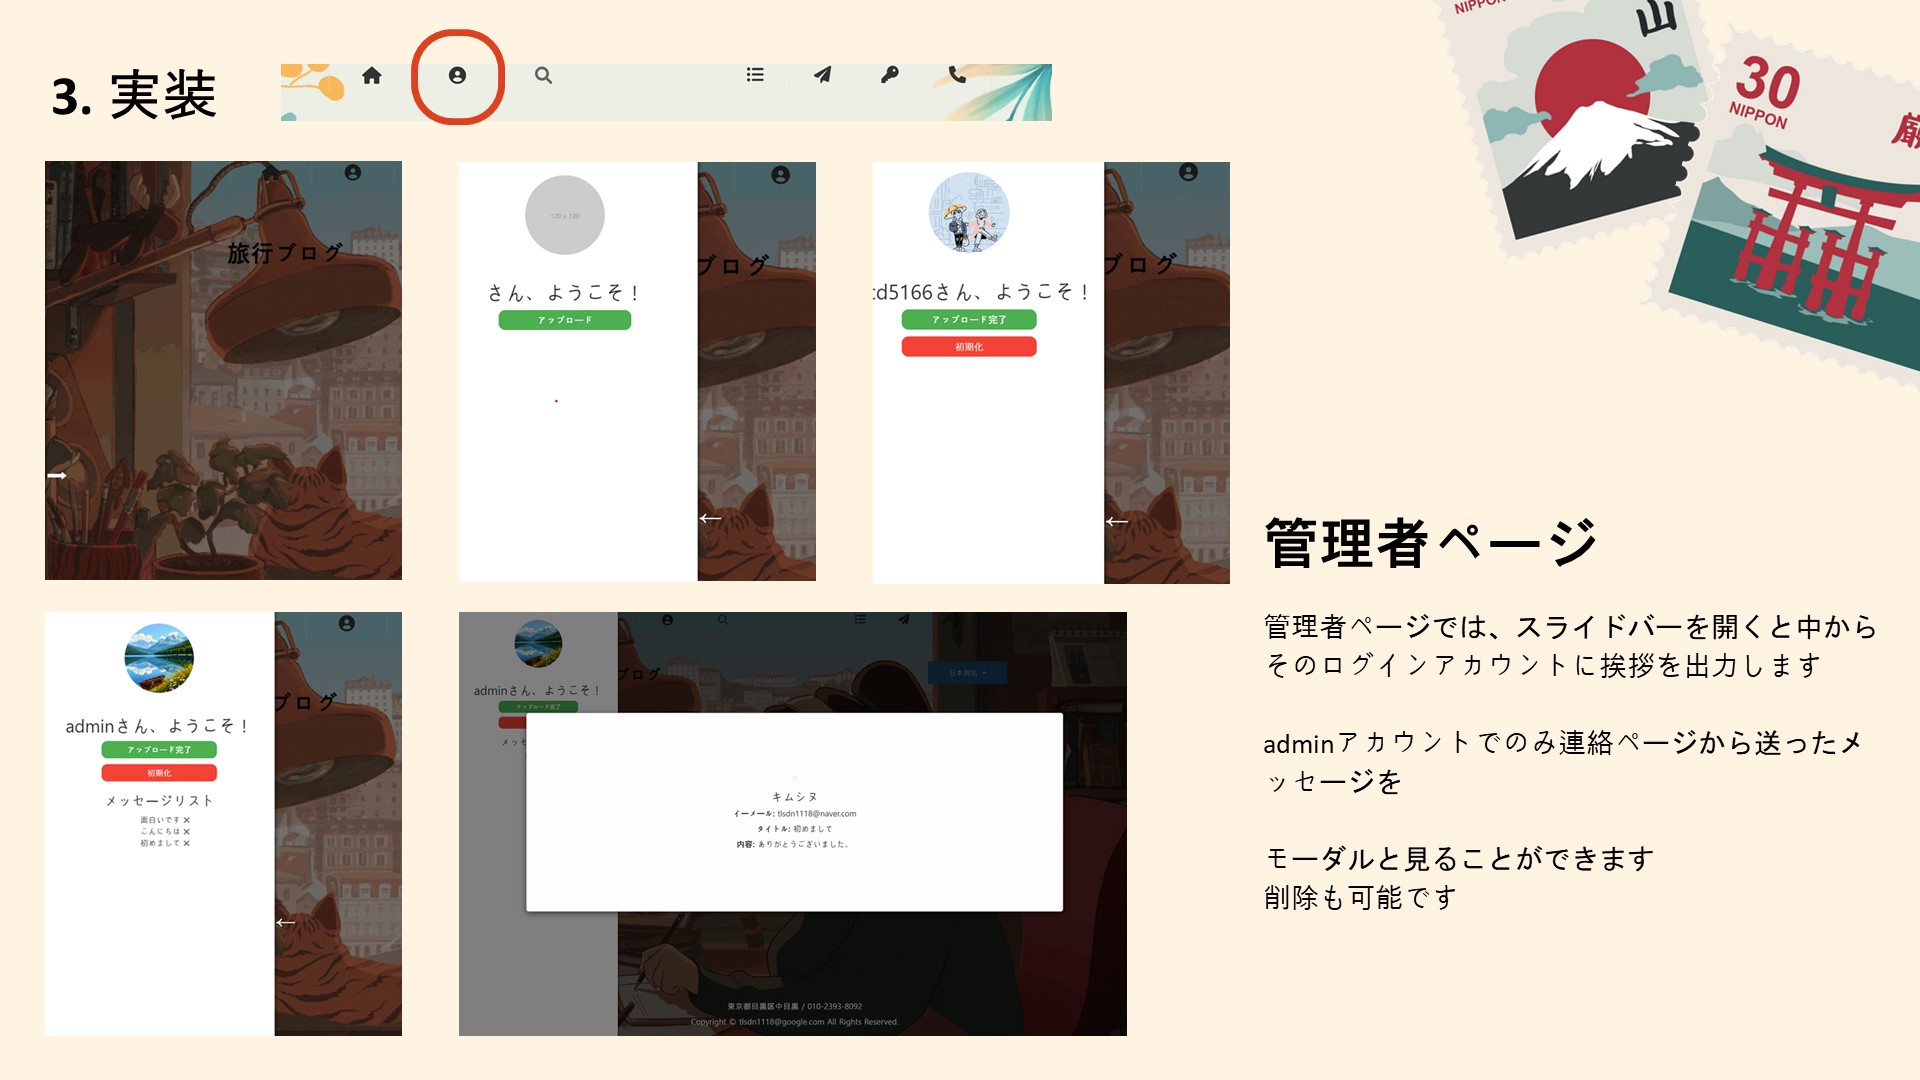 3. 実装
NIPPON
山
30
NIPPON
旅行ブログ
120 x 120
さん、ようこそ！
アップロード
ブログ
cd5166さん、ようこそ！
アップロード完了
初期化
ブログ
管理者ページ
管理者ページでは、スライドバーを開くと中から
そのログインアカウントに挨拶を出力します
adminアカウントでのみ連絡ページから送ったメ
ッセージを
モーダルと見ることができます
削除も可能です
adminさん、ようこそ！
アップロード完了
初期化
メッセージリスト
面白いです ✕
こんにちは ✕
初めまして ✕
ブログ
adminさん、ようこそ！
アップロード完了
メッセ
ブログ
日本列島
キムシヌ
イーメール: tlsdn1118@naver.com
タイトル: 初めまして
内容: ありがとうございました。
東京都目黒区中目黒 / 010-2393-8092
Copyright © tlsdn1118@google.com All Rights Reserved.